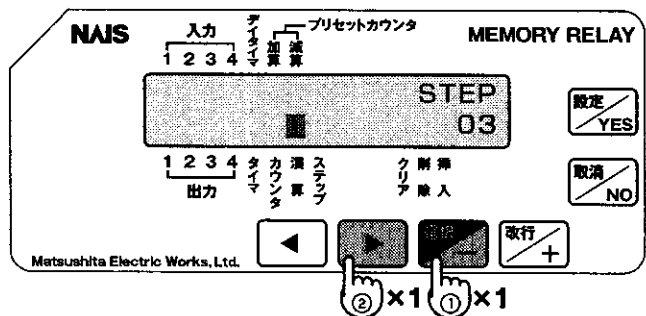 NAIS
入力
1 2 3 4
デイタイマ
加算
減算
プリセットカウンタ
MEMORY RELAY
STEP
03
設定/YES
1 2 3 4
出力
タイマ
カウンタ
演算
ステップ
クリア
削除
挿入
取消/NO
Matsushita Electric Works, Ltd.
◀
▶
−
改行/+
②×1
①×1